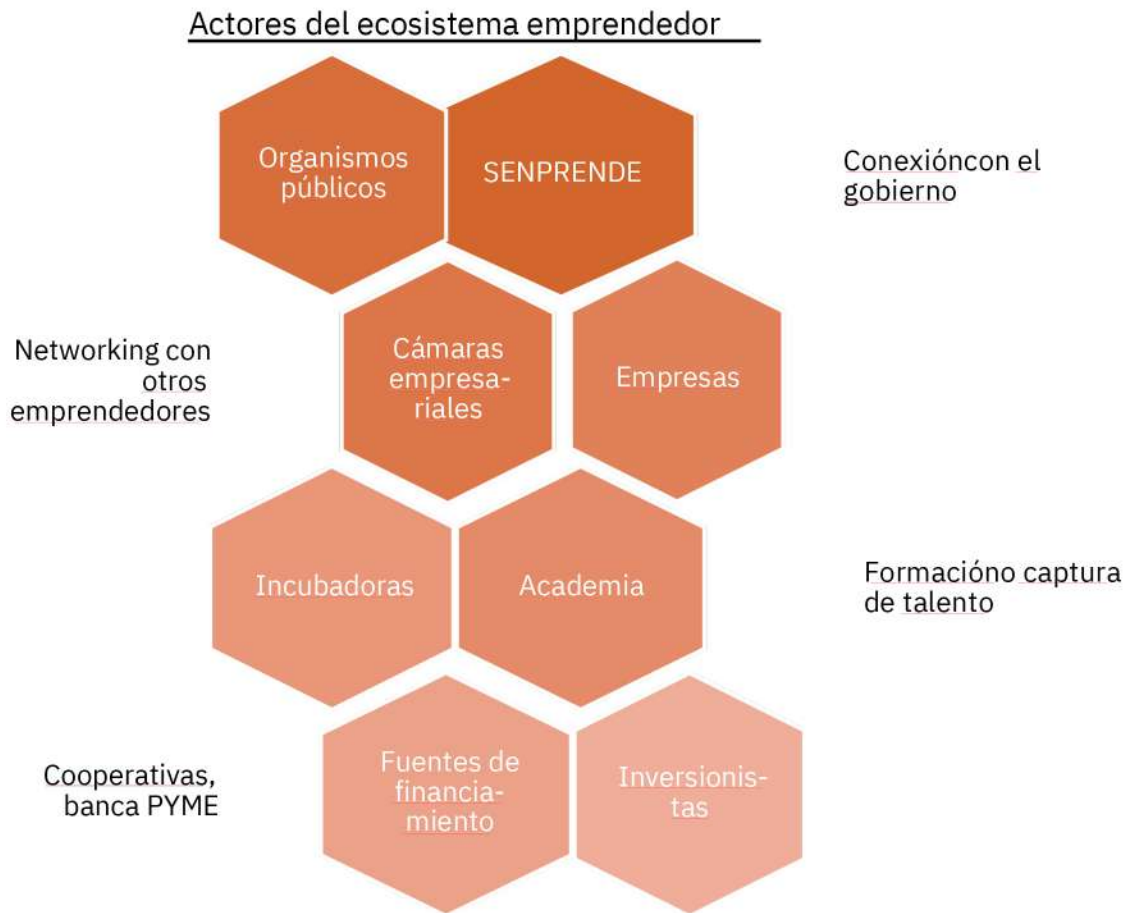 Actores del ecosistema emprendedor
Organismos
públicos
SENPRENDE
Conexióncon el
gobierno
Networking con
otros
emprendedores
Cámaras
empresa-
riales
Empresas
Incubadoras
Academia
Formacióno captura
de talento
Cooperativas,
banca PYME
Fuentes de
financia-
miento
Inversionis-
tas